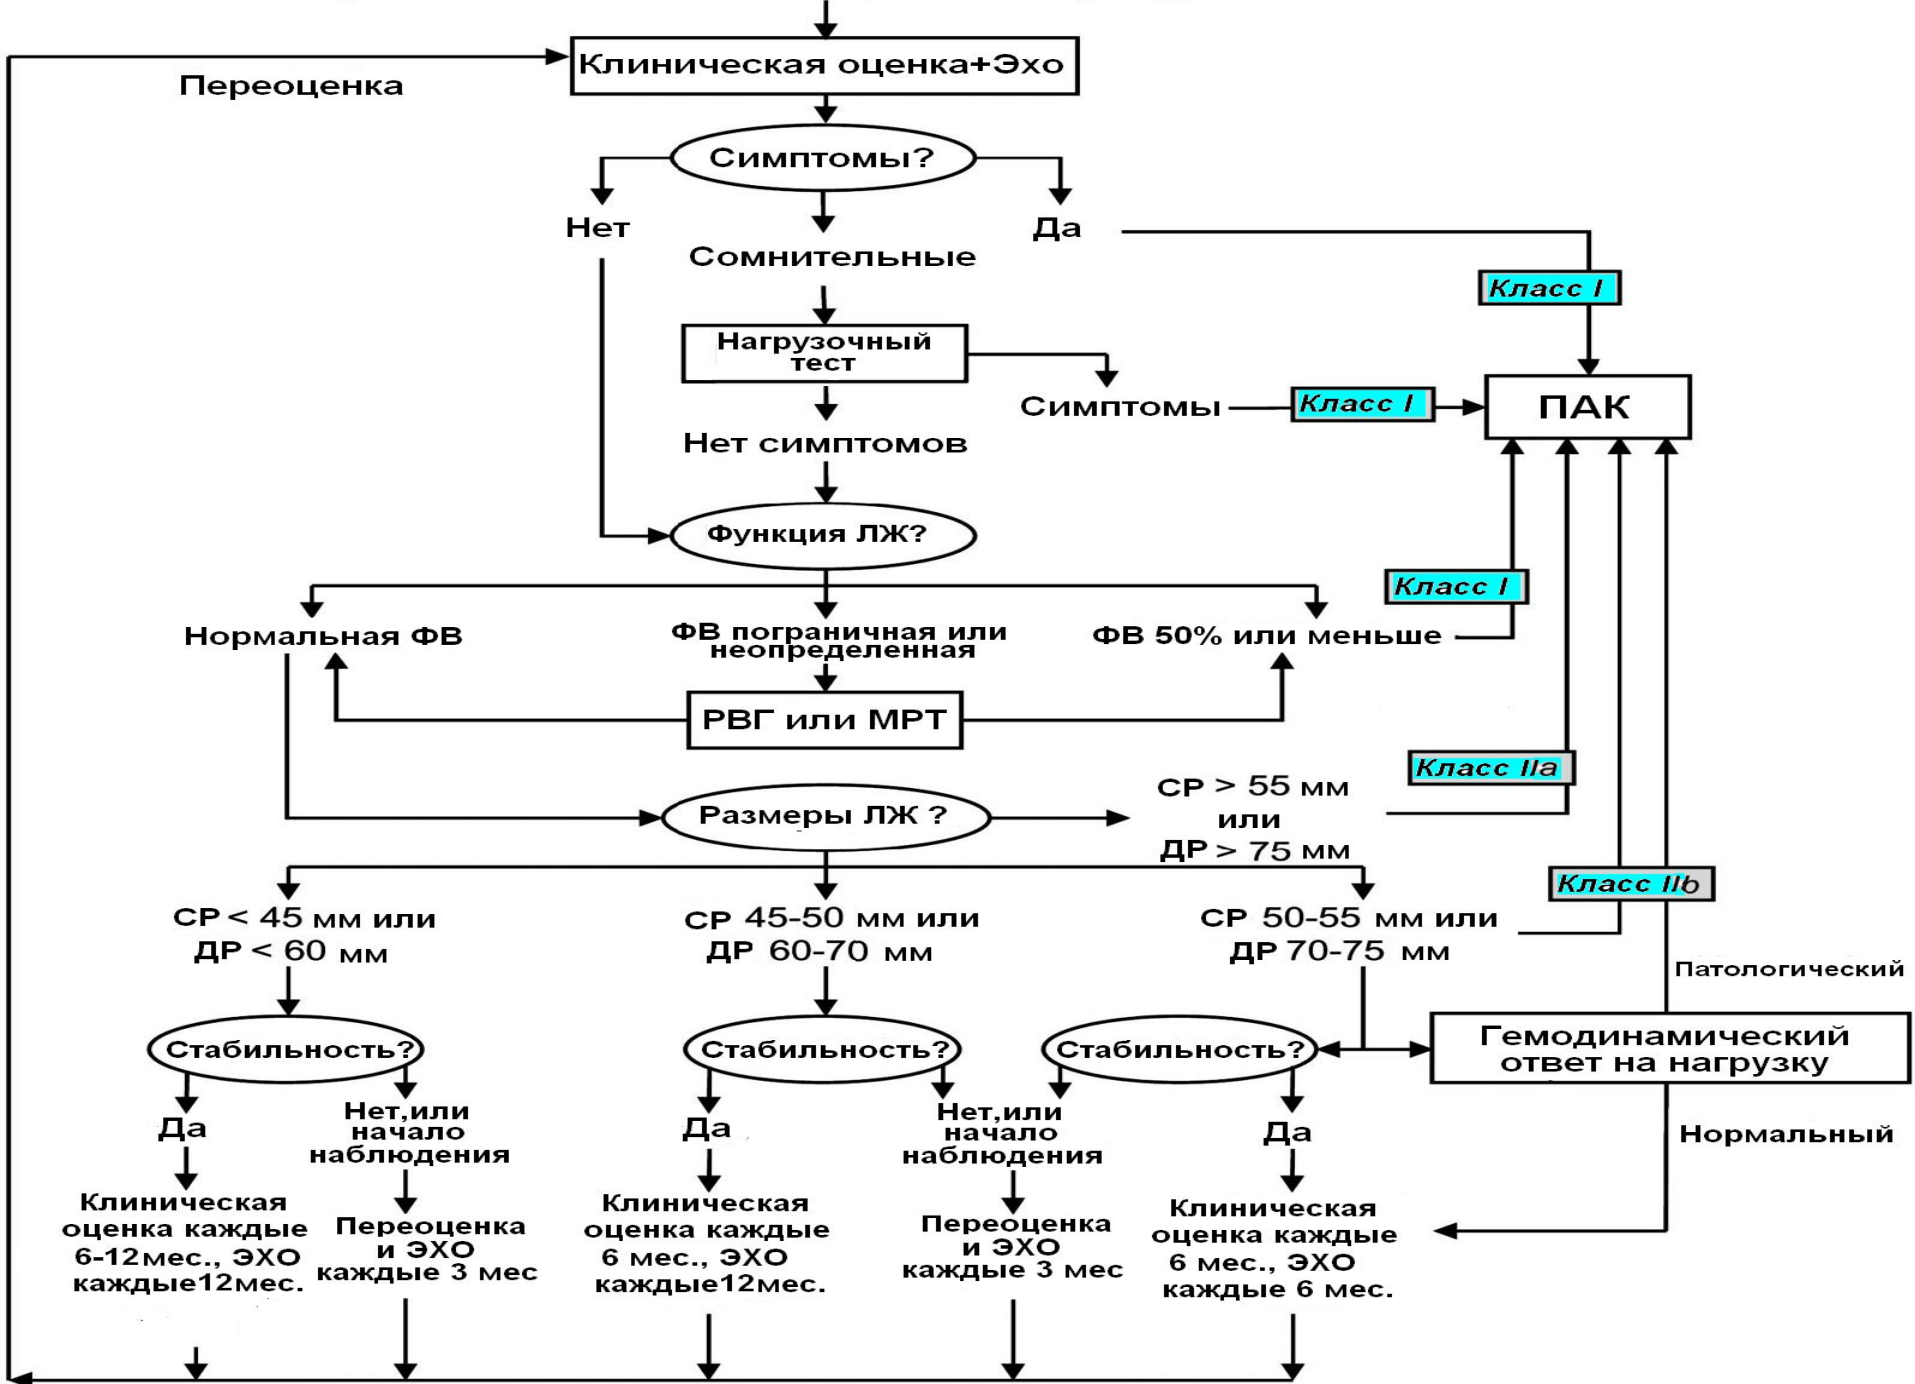 Клиническая оценка+Эхо
Переоценка
Симптомы?
Нет
Да
Сомнительные
Класс I
Нагрузочный
тест
Симптомы
Класс I
ПАК
Нет симптомов
Функция ЛЖ?
Класс I
Нормальная ФВ
ФВ пограничная или
неопределенная
ФВ 50% или меньше
РВГ или МРТ
Класс IIa
Размеры ЛЖ ?
СР > 55 мм
или
ДР > 75 мм
Класс IIb
СР < 45 мм или
ДР < 60 мм
СР 45-50 мм или
ДР 60-70 мм
СР 50-55 мм или
ДР 70-75 мм
Патологический
Стабильность?
Стабильность?
Стабильность?
Гемодинамический
ответ на нагрузку
Да
Нет,или
начало
наблюдения
Да
Нет,или
начало
наблюдения
Да
Нормальный
Клиническая
оценка каждые
6-12мес., ЭХО
каждые12мес.
Переоценка
и ЭХО
каждые 3 мес
Клиническая
оценка каждые
6 мес., ЭХО
каждые12мес.
Переоценка
и ЭХО
каждые 3 мес
Клиническая
оценка каждые
6 мес., ЭХО
каждые 6 мес.